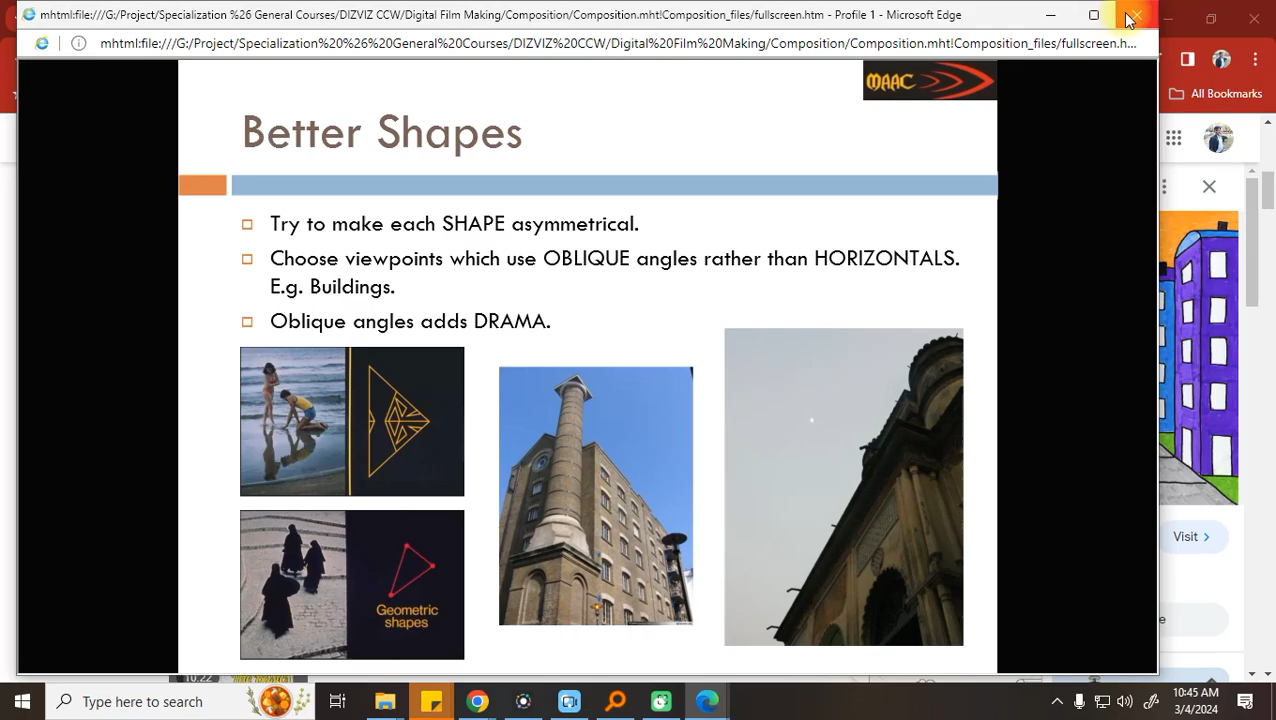 mhtml:file:///G:/Project/Specialization %26 General Courses/DIZVIZ CCW/Digital Film Making/Composition/Composition.mht!Composition_files/fullscreen.htm - Profile 1 - Microsoft Edge
mhtml:file:///G:/Project/Specialization%20%26%20General%20Courses/DIZVIZ%20CCW/Digital%20Film%20Making/Composition/Composition.mht!Composition_files/fullscreen.h...
MAAC
All Bookmarks
Better Shapes
Try to make each SHAPE asymmetrical.
Choose viewpoints which use OBLIQUE angles rather than HORIZONTALS.
E.g. Buildings.
Oblique angles adds DRAMA.
Geometric
shapes
Visit
e
10:22
Type here to search
10:45 AM
3/4/2024